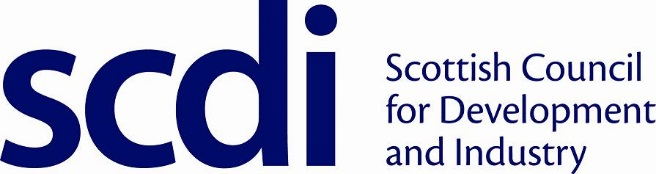 scdi
Scottish Council
for Development
and Industry